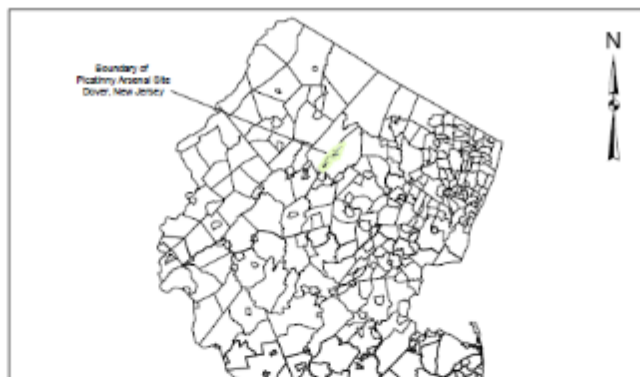 Boundary of
Picatinny Arsenal Site
Dover, New Jersey
N